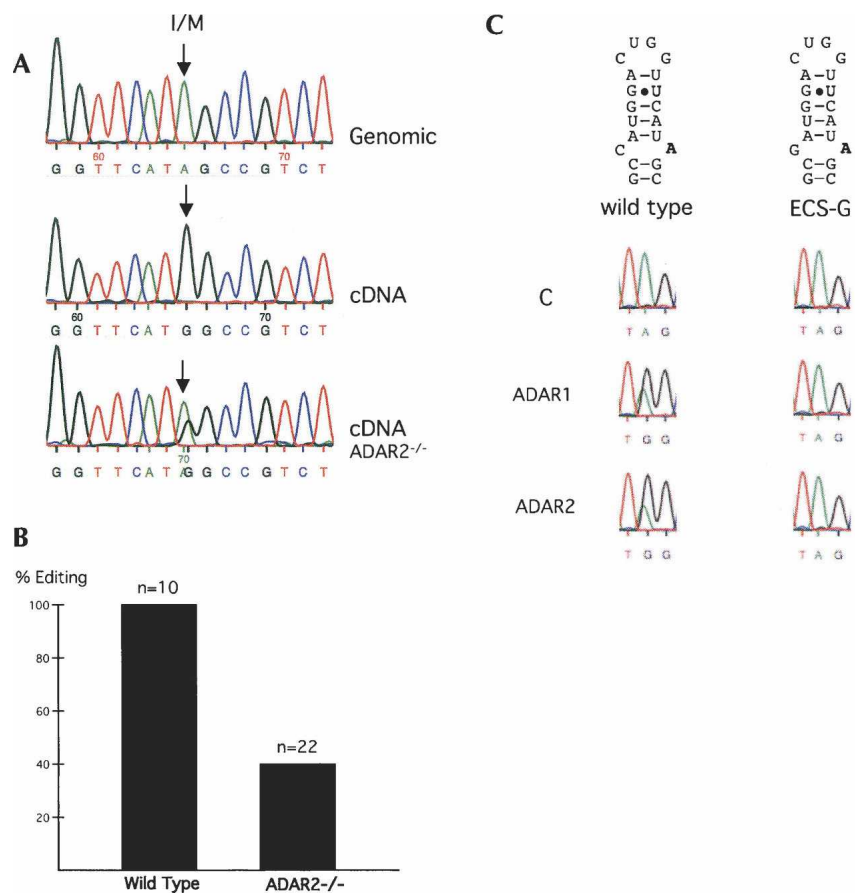 I/M
A
Genomic
60 70
G G T T C A T A G C C G T C T
cDNA
60 70
G G T T C A T G G C C G T C T
cDNA
ADAR2-/-
70
G G T T C A T A G G C C G T C T
B
% Editing
n=10
100
80
60
n=22
40
20
Wild Type
ADAR2-/-
C
U G
C G
A–U
G•U
G–C
U–A
A–U
C A
C–G
G–C
wild type
U G
C G
A–U
G•U
G–C
U–A
A–U
G A
C–G
G–C
ECS-G
C
T A G
T A G
ADAR1
T G G
T A G
ADAR2
T G G
T A G